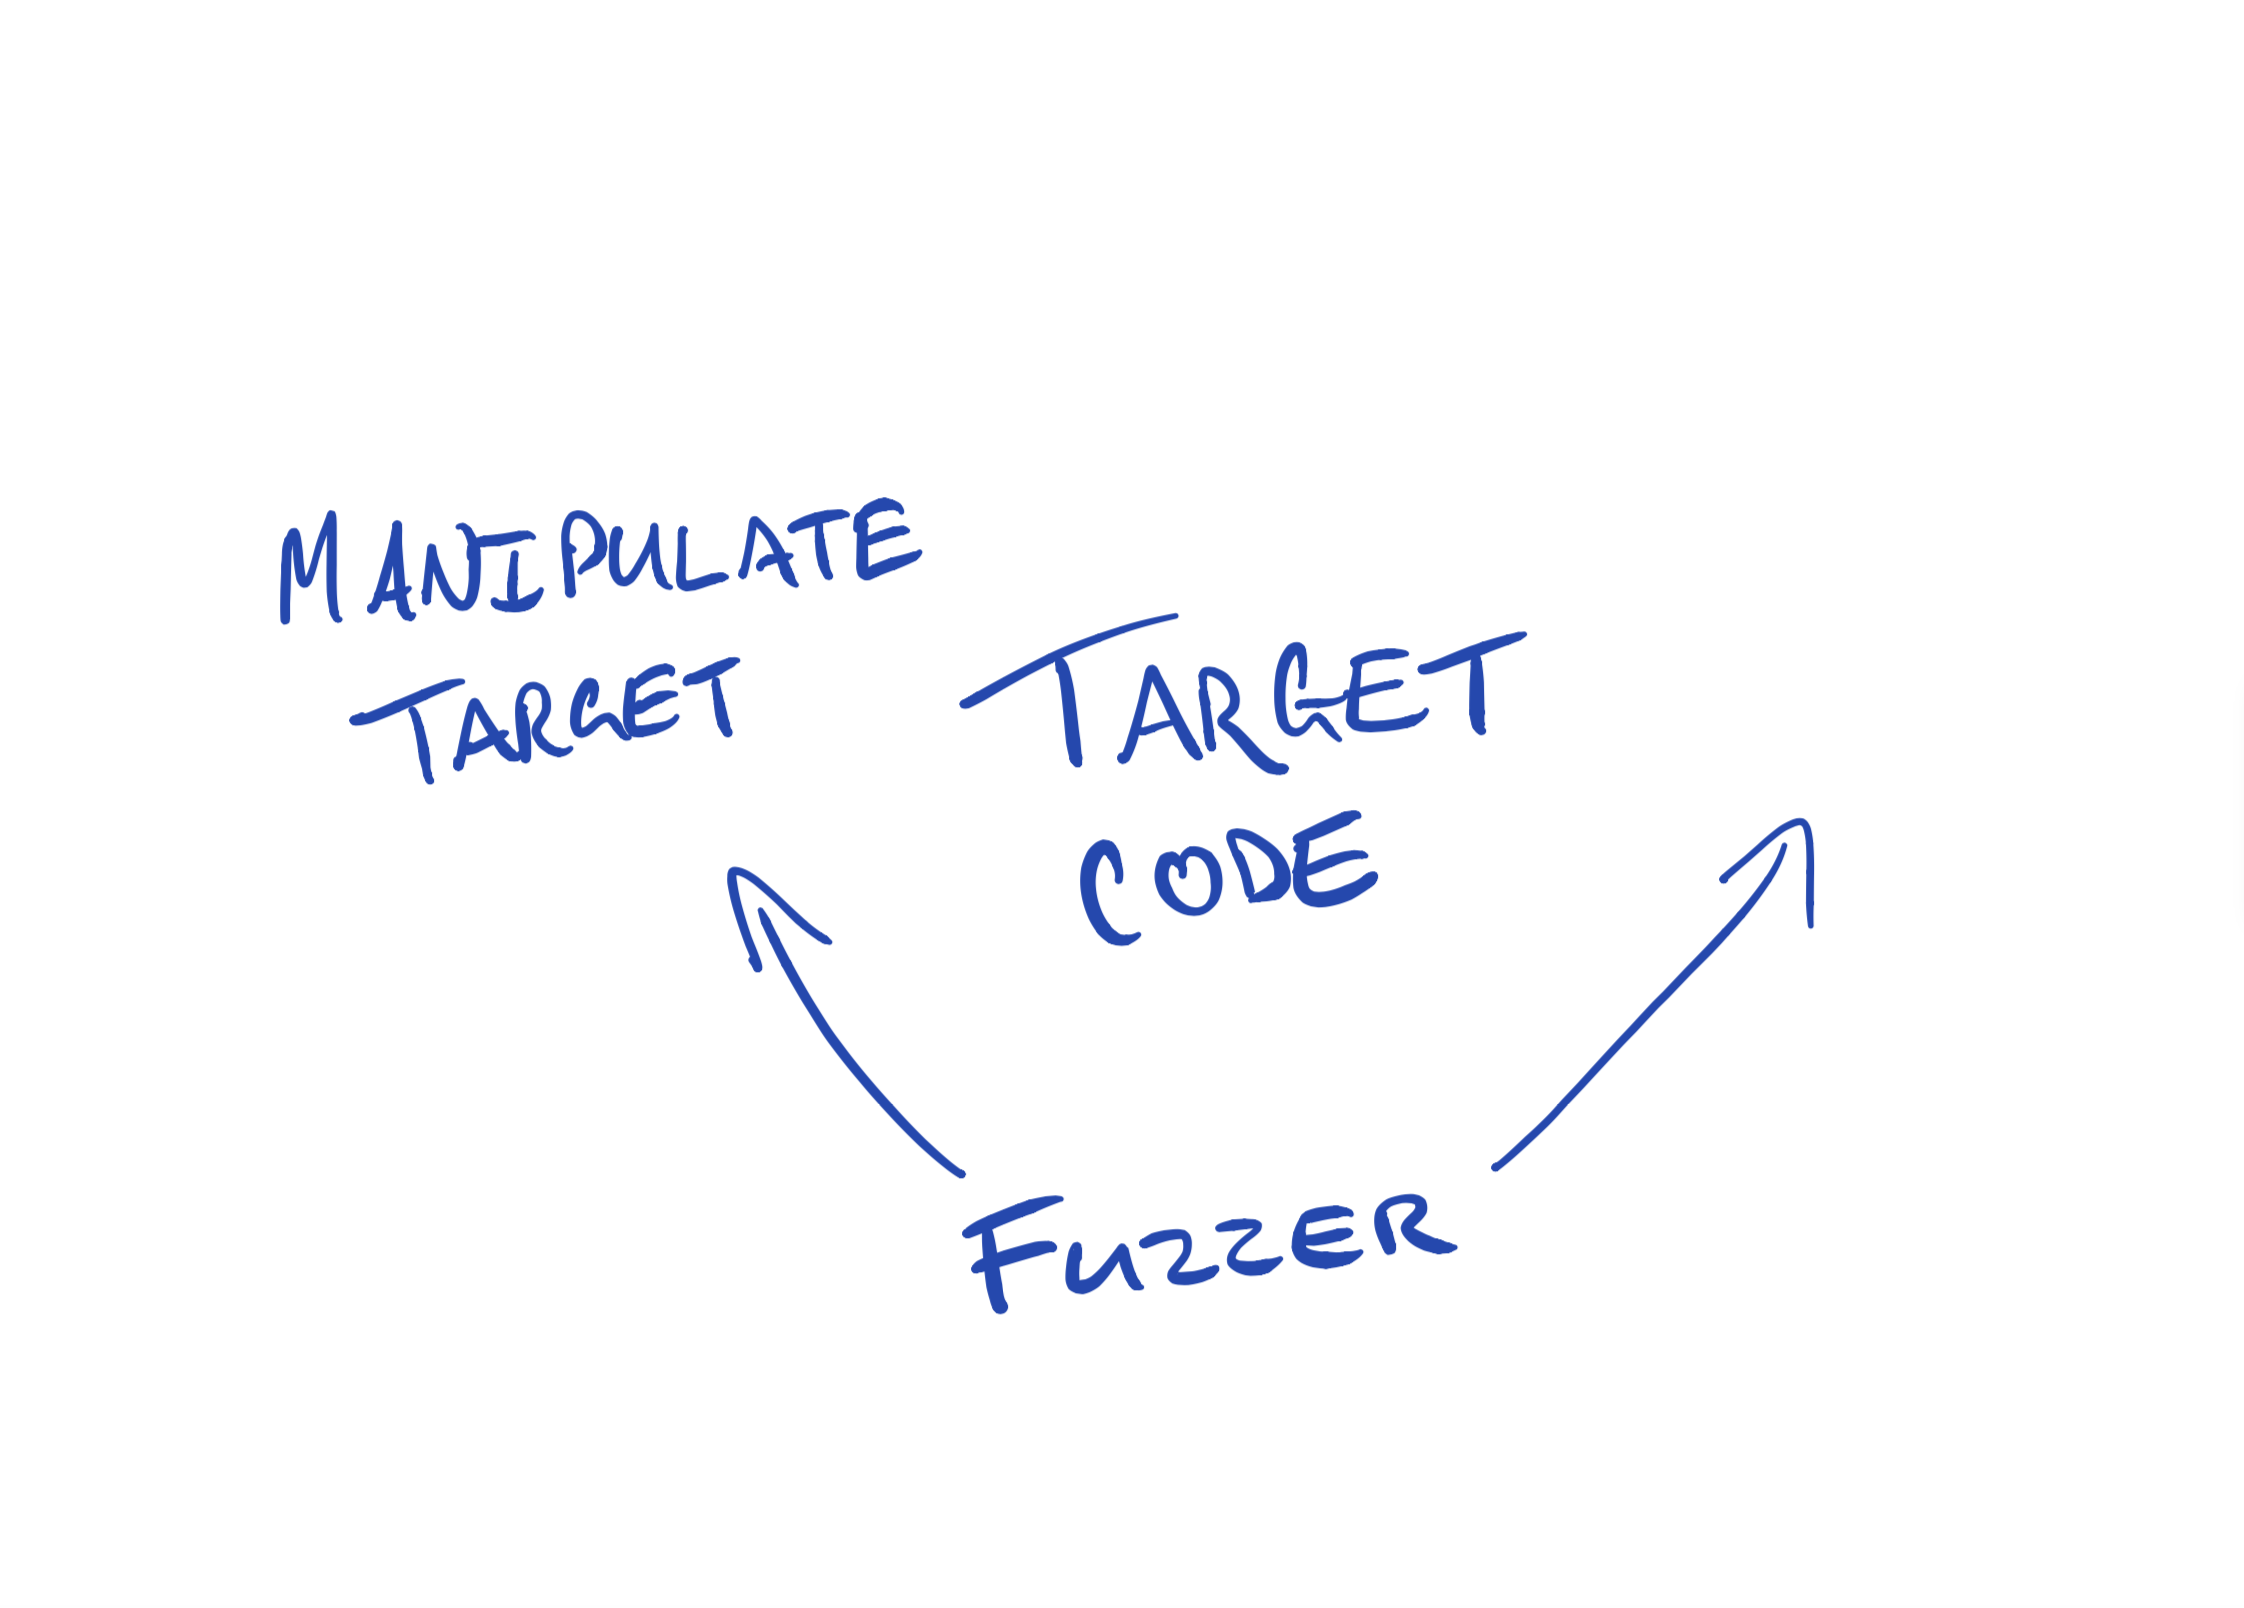 MANIPULATE
TARGET
TARGET
CODE
FUZZER